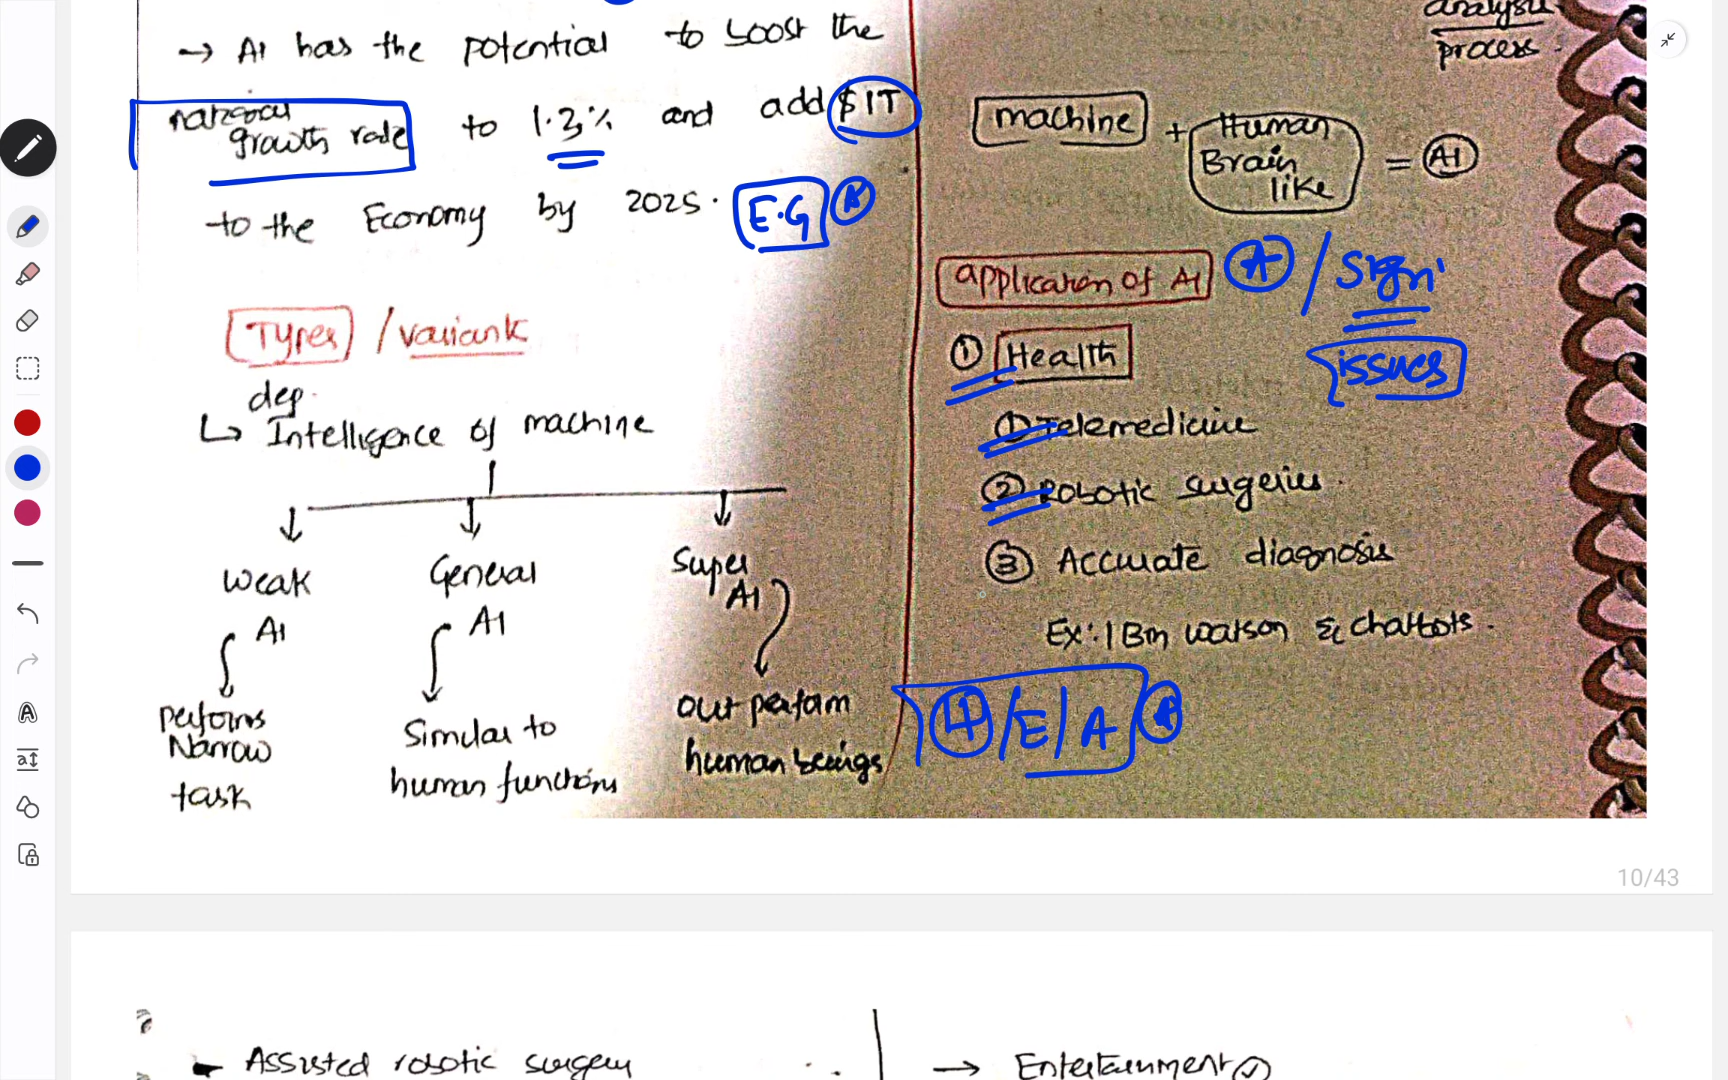 → AI has the potential to boost the
national
growth rate to 1.3% and add $1T
to the Economy by 2025. E.G
Types / Variants
dep.
↳ Intelligence of machine
Weak
AI
General
AI
Super
AI
Performs
Narrow
task
Similar to
human functions
Out perform
human beings
analysis
process.
machine + Human
Brain
like = AI
application of AI A / Sign'
issues
① Health
① Telemedicine
② Robotic surgeries.
③ Accurate diagnosis
Ex: IBM watson & chatbots.
4 / E / A
10/43
Assisted robotic surgery
→ Entertainment